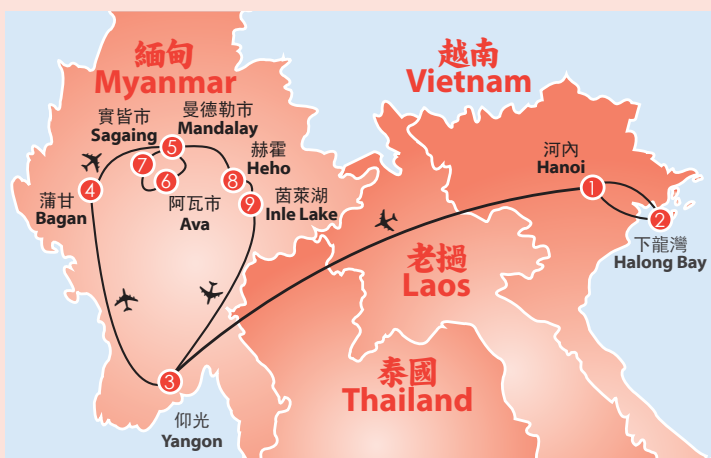 緬甸
Myanmar
越南
Vietnam
實皆市
Sagaing
曼德勒市
Mandalay
赫霍
Heho
河內
Hanoi
5
7
6
8
9
4
1
2
蒲甘
Bagan
阿瓦市
Ava
茵萊湖
Inle Lake
下龍灣
Halong Bay
老撾
Laos
泰國
Thailand
3
仰光
Yangon